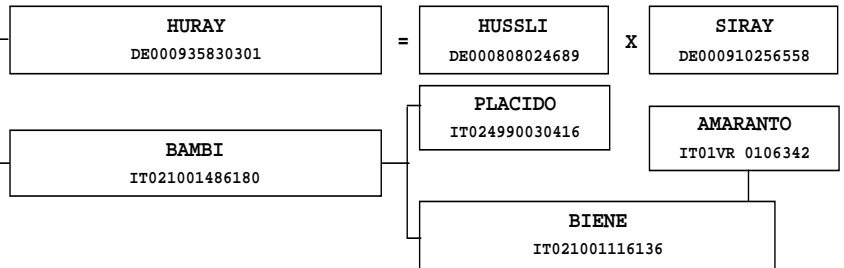 HURAY
DE000935830301
=
HUSSLI
DE000808024689
X
SIRAY
DE000910256558
PLACIDO
IT024990030416
AMARANTO
IT01VR 0106342
BAMBI
IT021001486180
BIENE
IT021001116136